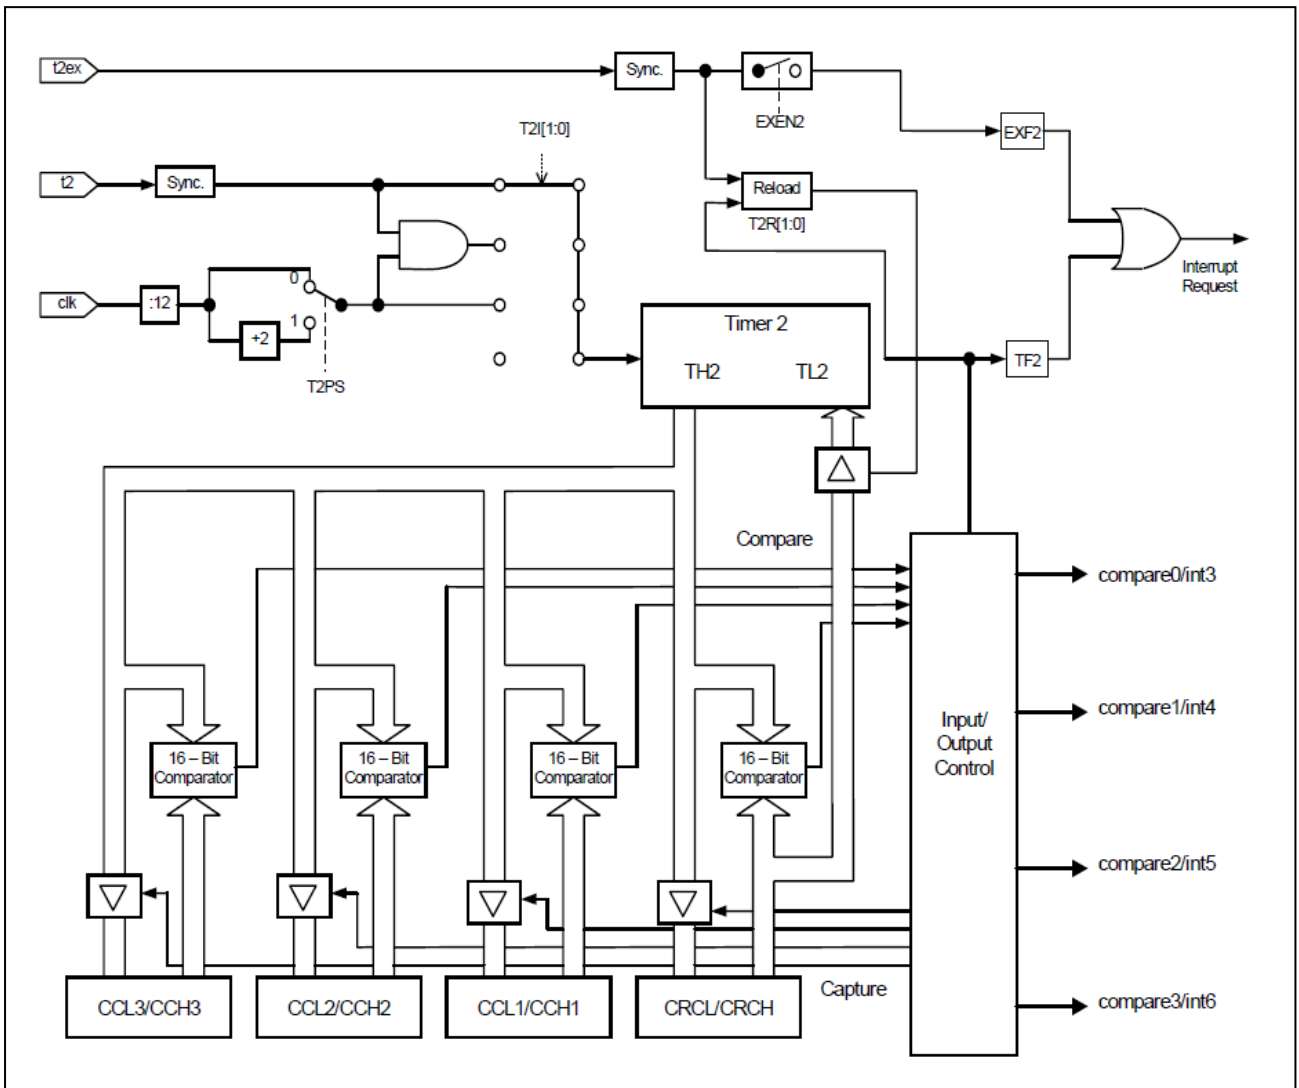 t2ex
Sync.
EXEN2
EXF2
T2I[1:0]
t2
Sync.
Reload
T2R[1:0]
Interrupt
Request
clk
:12
0
1
+2
T2PS
Timer 2
TH2 TL2
TF2
Compare
compare0/int3
compare1/int4
Input/
Output
Control
16 – Bit
Comparator
16 – Bit
Comparator
16 – Bit
Comparator
16 – Bit
Comparator
compare2/int5
Capture
compare3/int6
CCL3/CCH3
CCL2/CCH2
CCL1/CCH1
CRCL/CRCH